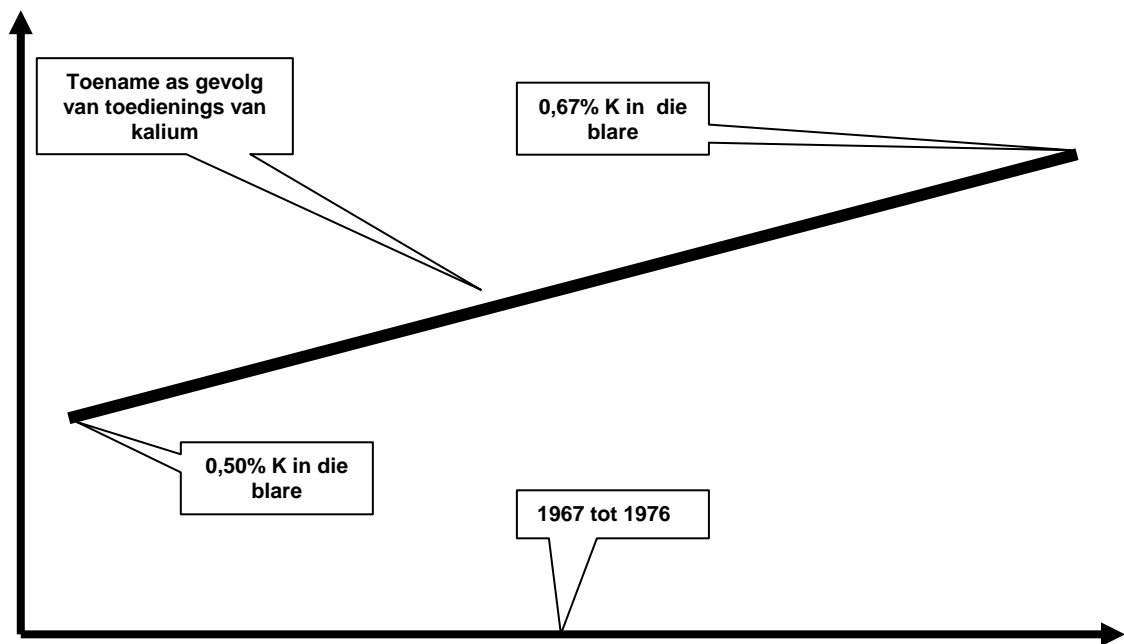 Toename as gevolg
van toedienings van
kalium
0,67% K in die
blare
0,50% K in die
blare
1967 tot 1976